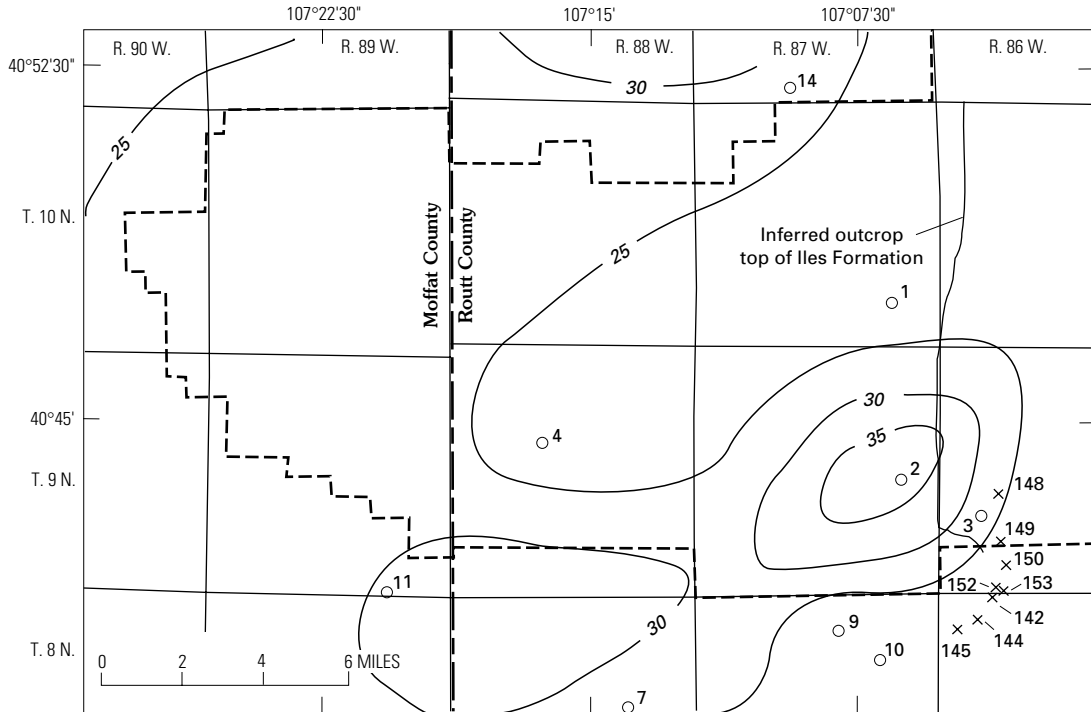 107°22'30"
107°15'
107°07'30"
R. 90 W.
R. 89 W.
R. 88 W.
R. 87 W.
R. 86 W.
40°52'30"
30
14
25
T. 10 N.
Moffat County
Routt County
25
Inferred outcrop
top of Iles Formation
1
40°45'
30
35
4
2
T. 9 N.
148
3
149
150
152
153
11
142
30
9
144
145
T. 8 N.
10
0 2 4 6 MILES
7